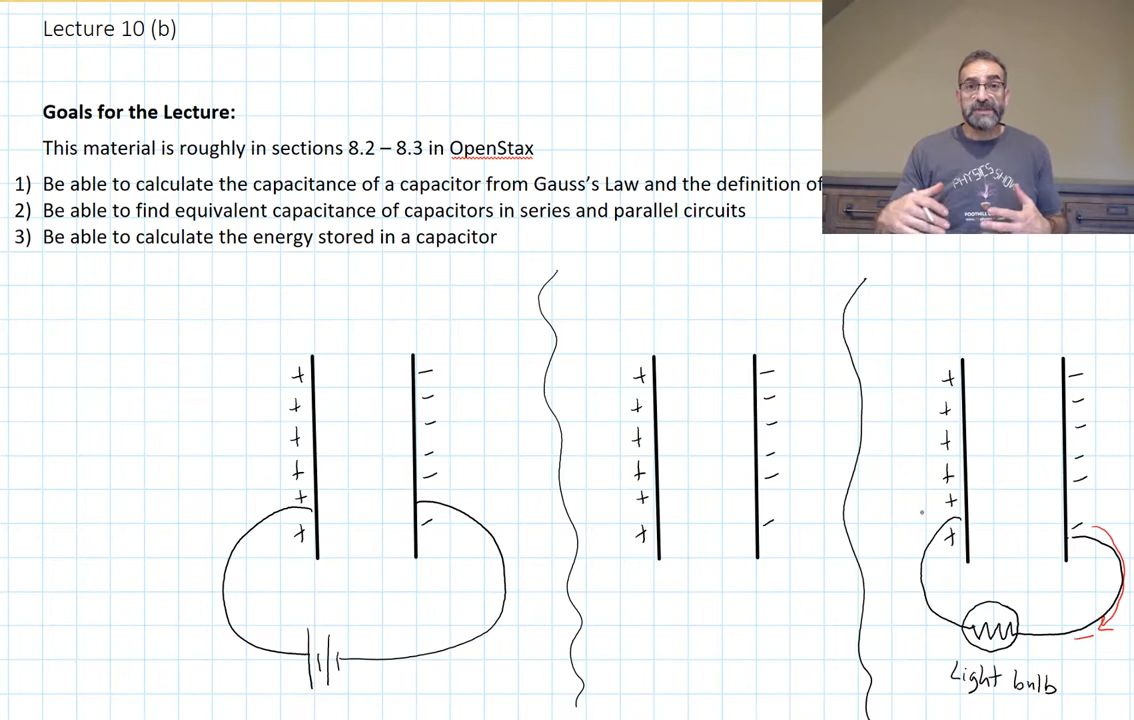 Lecture 10 (b)
Goals for the Lecture:
This material is roughly in sections 8.2 – 8.3 in OpenStax
1) Be able to calculate the capacitance of a capacitor from Gauss's Law and the definition of
2) Be able to find equivalent capacitance of capacitors in series and parallel circuits
3) Be able to calculate the energy stored in a capacitor
PHYSICS SHOW
FOOTHILL
+ − + − + −
+ − + − + −
+ − + − + −
+ − + − + −
+ − + − + −
+ − + − + −
−
Light bulb